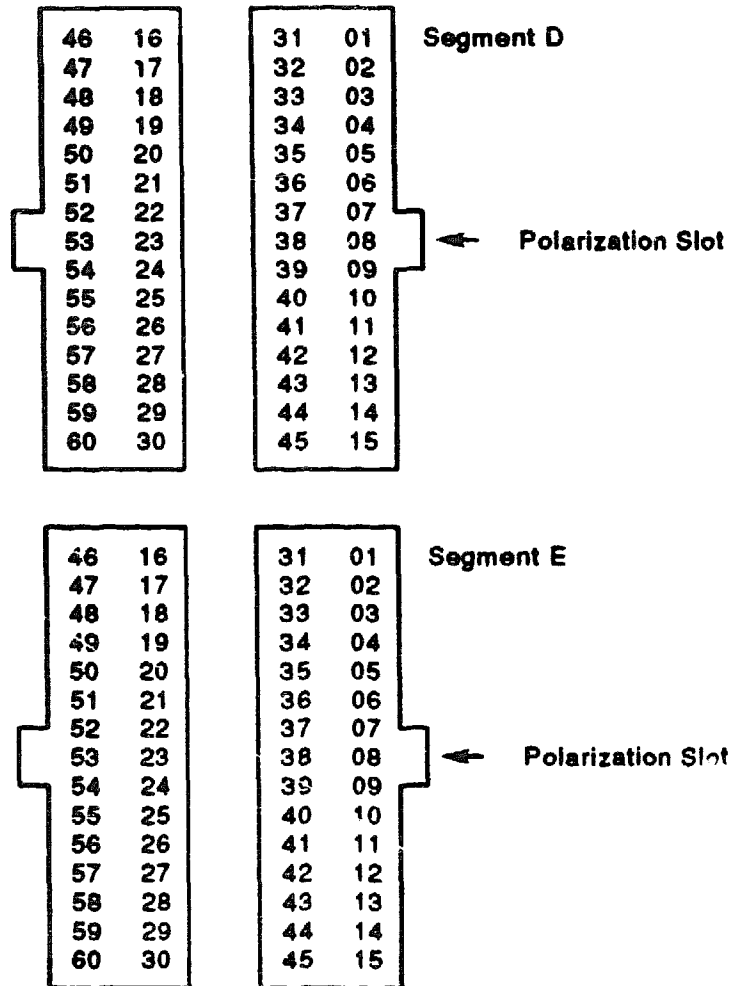 46 16 31 01 Segment D
47 17 32 02
48 18 33 03
49 19 34 04
50 20 35 05
51 21 36 06
52 22 37 07
53 23 38 08 Polarization Slot
54 24 39 09
55 25 40 10
56 26 41 11
57 27 42 12
58 28 43 13
59 29 44 14
60 30 45 15
46 16 31 01 Segment E
47 17 32 02
48 18 33 03
49 19 34 04
50 20 35 05
51 21 36 06
52 22 37 07
53 23 38 08 Polarization Slot
54 24 39 09
55 25 40 10
56 26 41 11
57 27 42 12
58 28 43 13
59 29 44 14
60 30 45 15